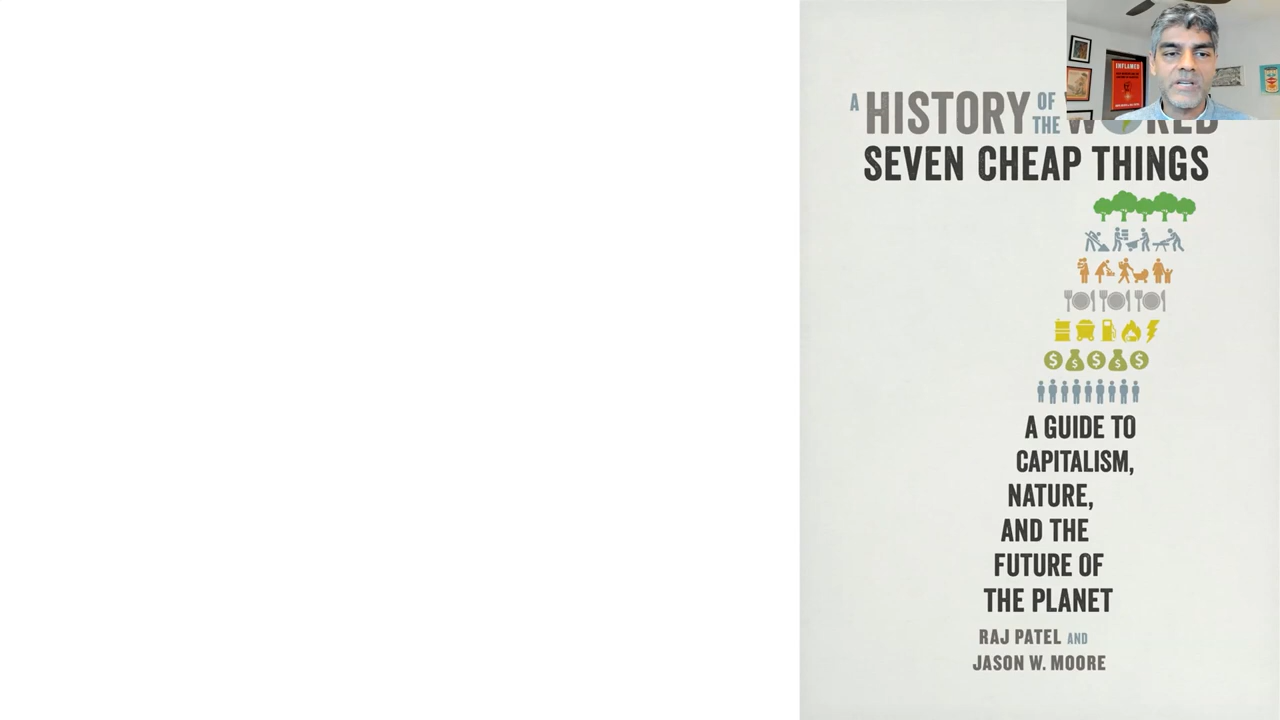 A HISTORY OF THE WORLD
SEVEN CHEAP THINGS
A GUIDE TO
CAPITALISM,
NATURE,
AND THE
FUTURE OF
THE PLANET
RAJ PATEL AND
JASON W. MOORE
INFLAMED